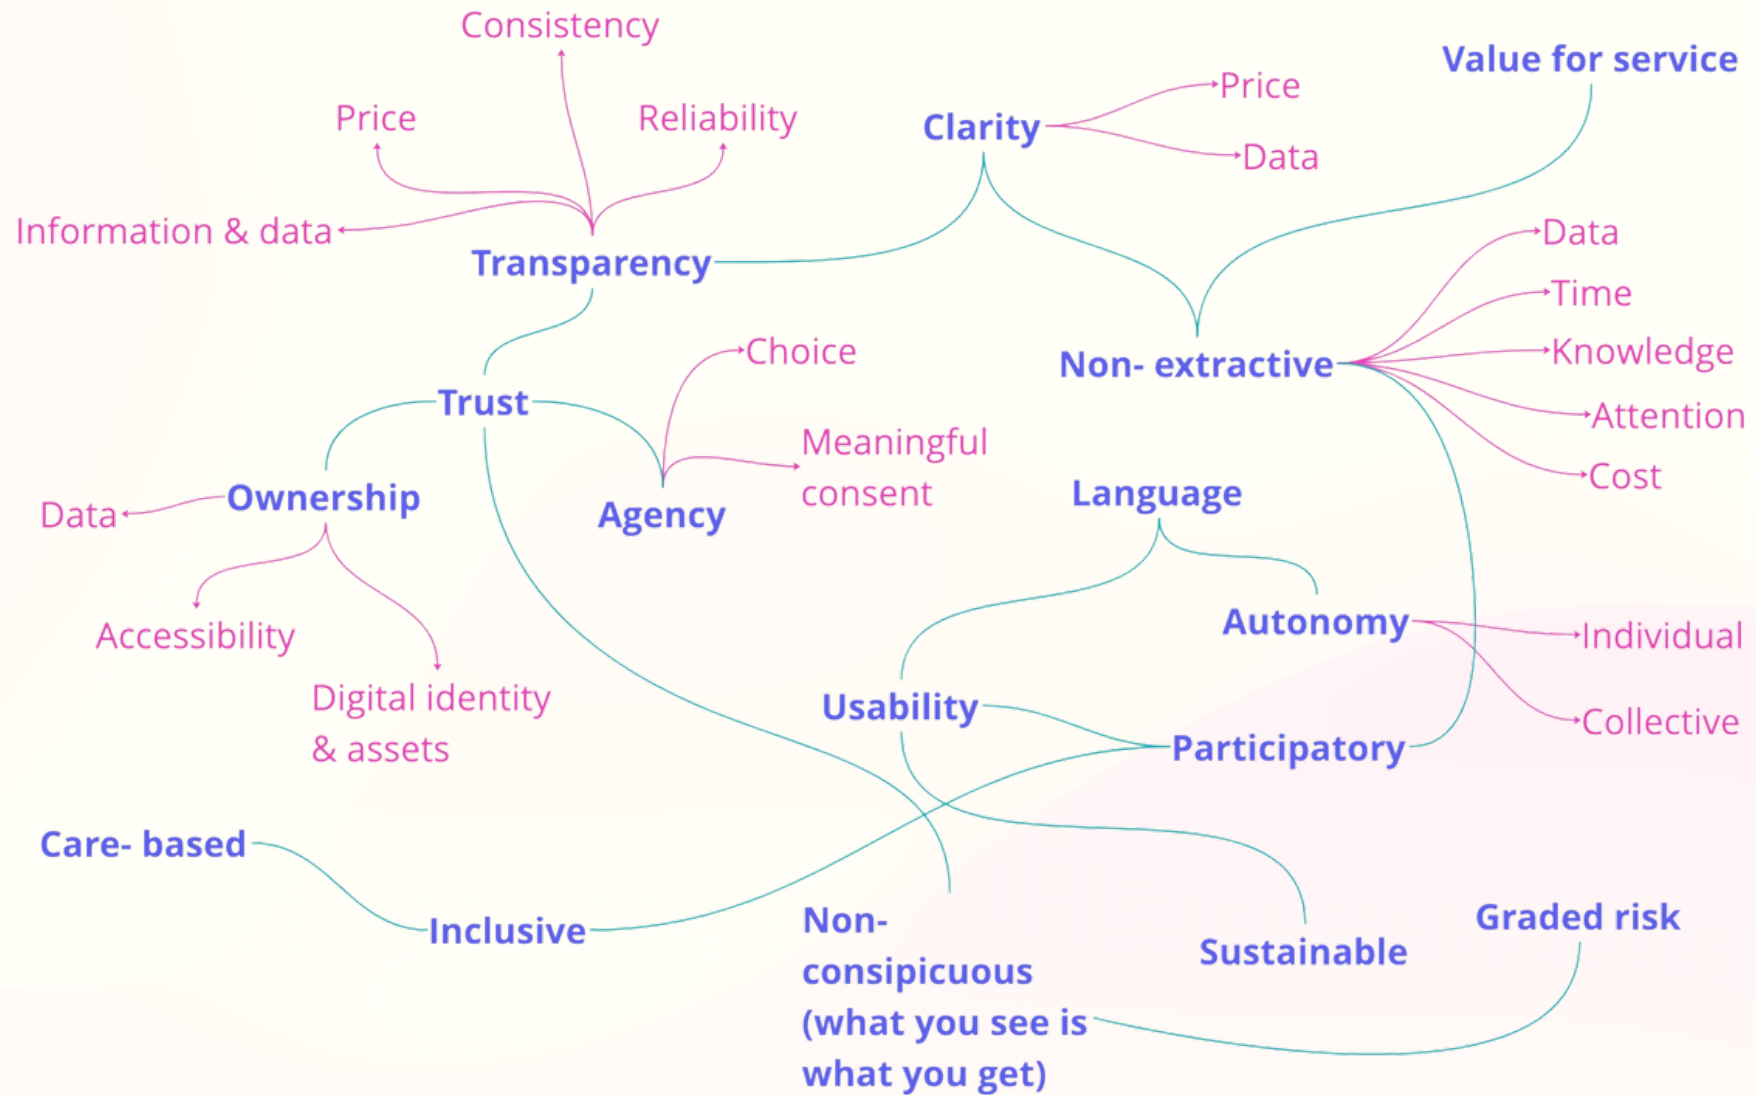 Consistency
Value for service
Price
Reliability
Clarity
Price
Data
Information & data
Transparency
Data
Time
Choice
Knowledge
Non- extractive
Trust
Attention
Meaningful
consent
Cost
Language
Ownership
Data
Agency
Autonomy
Individual
Accessibility
Digital identity
& assets
Usability
Collective
Participatory
Care- based
Inclusive
Non-
consipicuous
(what you see is
what you get)
Sustainable
Graded risk